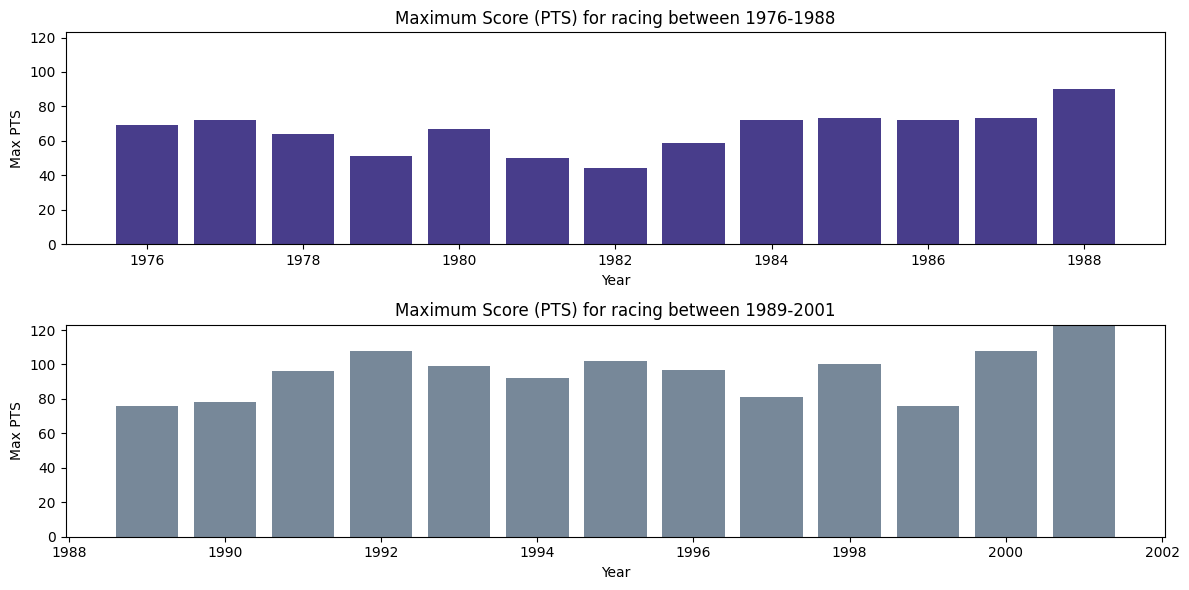 Maximum Score (PTS) for racing between 1976-1988
120
100
80
60
40
20
0
Max PTS
1976 1978 1980 1982 1984 1986 1988
Year
Maximum Score (PTS) for racing between 1989-2001
120
100
80
60
40
20
0
Max PTS
1988 1990 1992 1994 1996 1998 2000 2002
Year